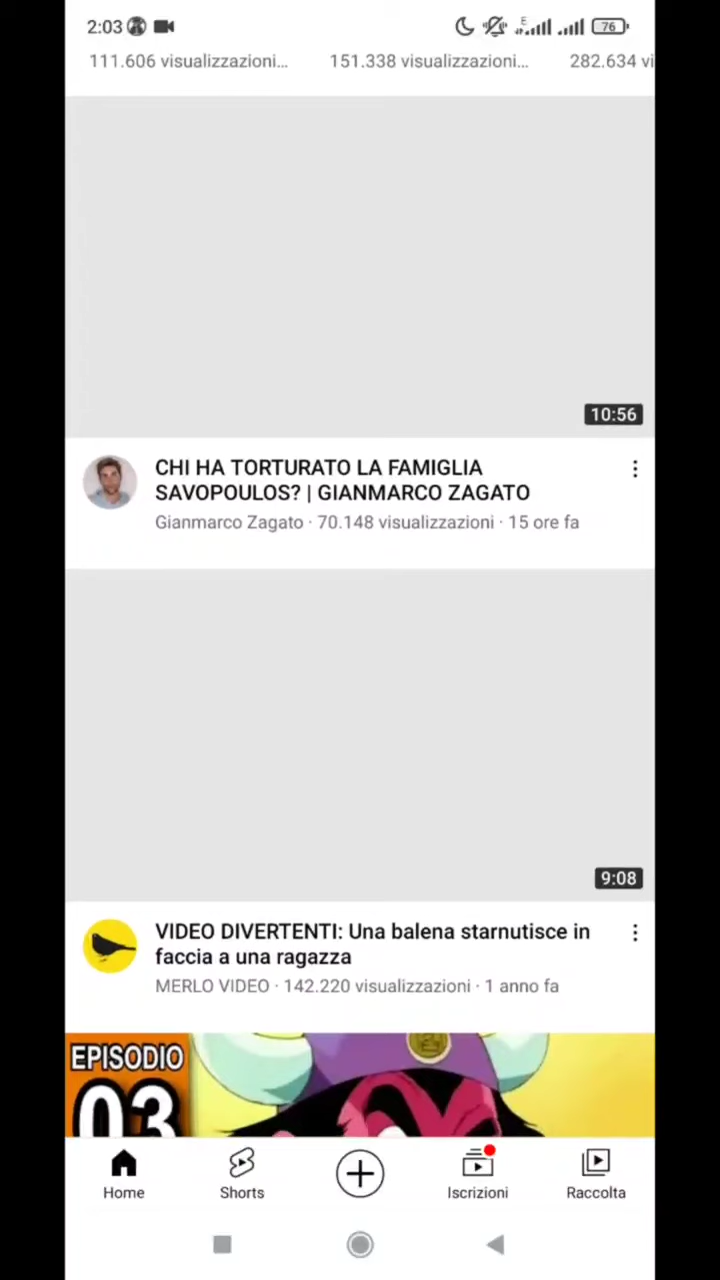 2:03 E 76
111.606 visualizzazioni... 151.338 visualizzazioni... 282.634 vi
10:56
CHI HA TORTURATO LA FAMIGLIA
SAVOPOULOS? | GIANMARCO ZAGATO
Gianmarco Zagato · 70.148 visualizzazioni · 15 ore fa
9:08
VIDEO DIVERTENTI: Una balena starnutisce in
faccia a una ragazza
MERLO VIDEO · 142.220 visualizzazioni · 1 anno fa
EPISODIO
03
Home Shorts Iscrizioni Raccolta